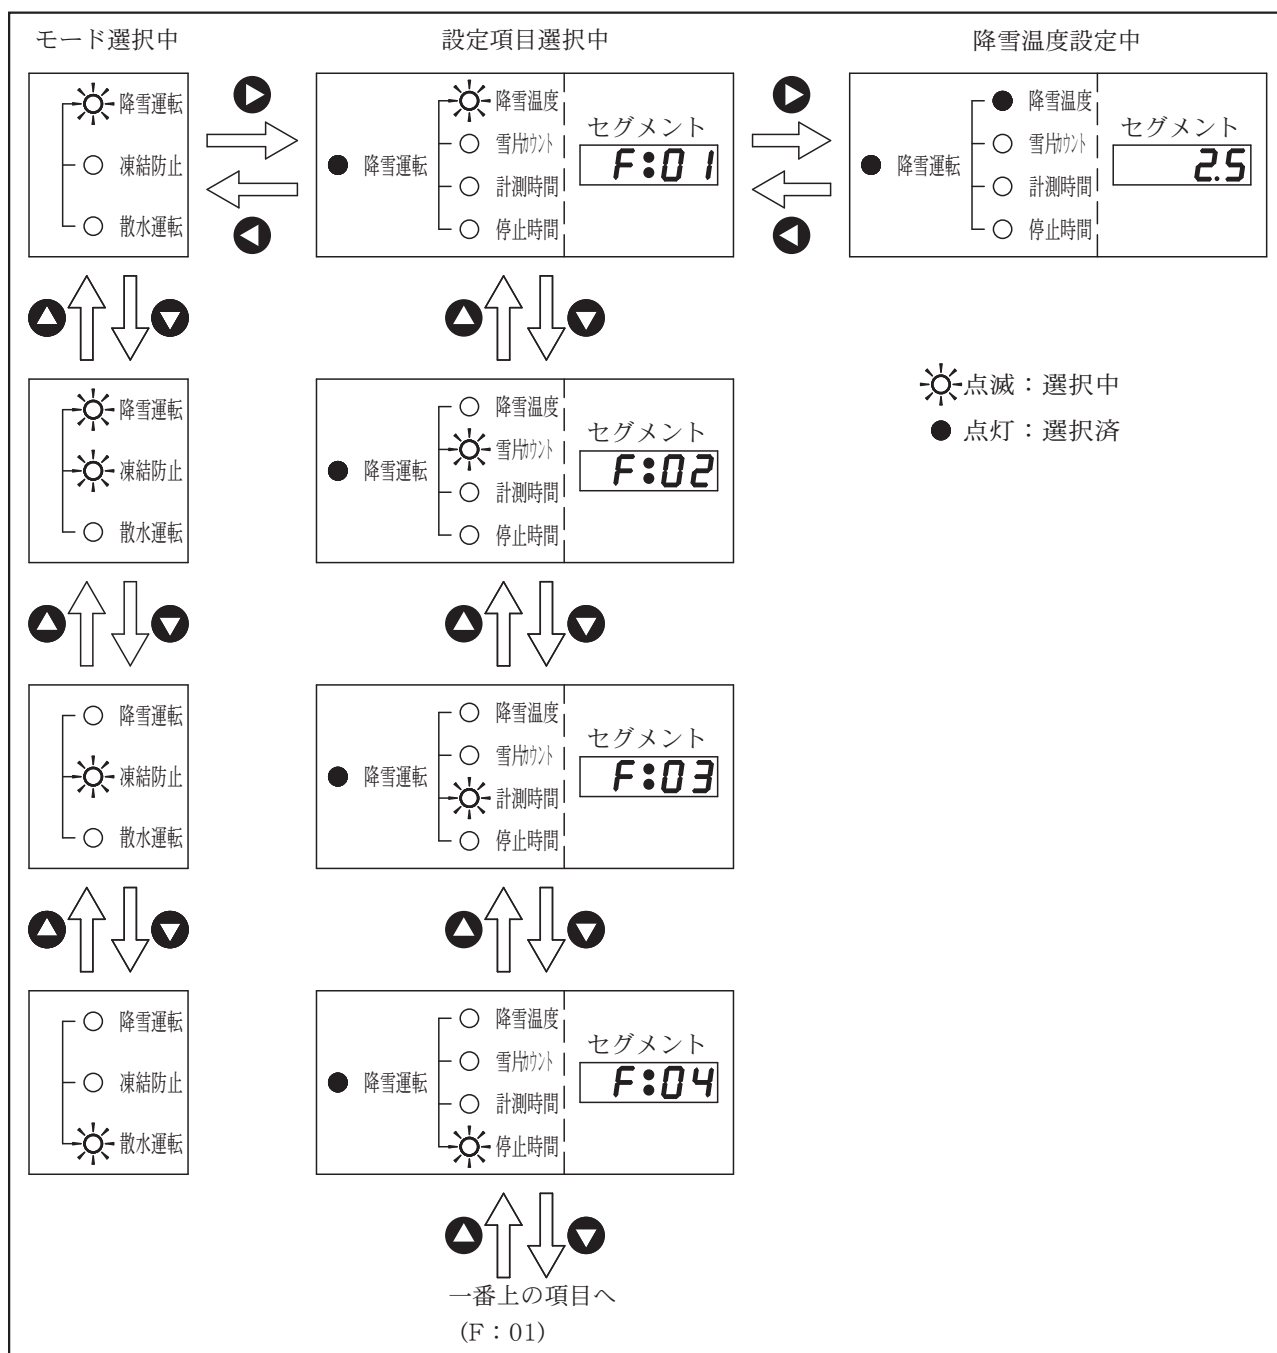 モード選択中
設定項目選択中
降雪温度設定中
降雪運転
凍結防止
散水運転
降雪運転
降雪温度
雪片カウント
計測時間
停止時間
セグメント
F:01
降雪運転
降雪温度
雪片カウント
計測時間
停止時間
セグメント
2.5
降雪運転
凍結防止
散水運転
降雪運転
降雪温度
雪片カウント
計測時間
停止時間
セグメント
F:02
点滅：選択中
点灯：選択済
降雪運転
凍結防止
散水運転
降雪運転
降雪温度
雪片カウント
計測時間
停止時間
セグメント
F:03
降雪運転
凍結防止
散水運転
降雪運転
降雪温度
雪片カウント
計測時間
停止時間
セグメント
F:04
一番上の項目へ
(F：01)